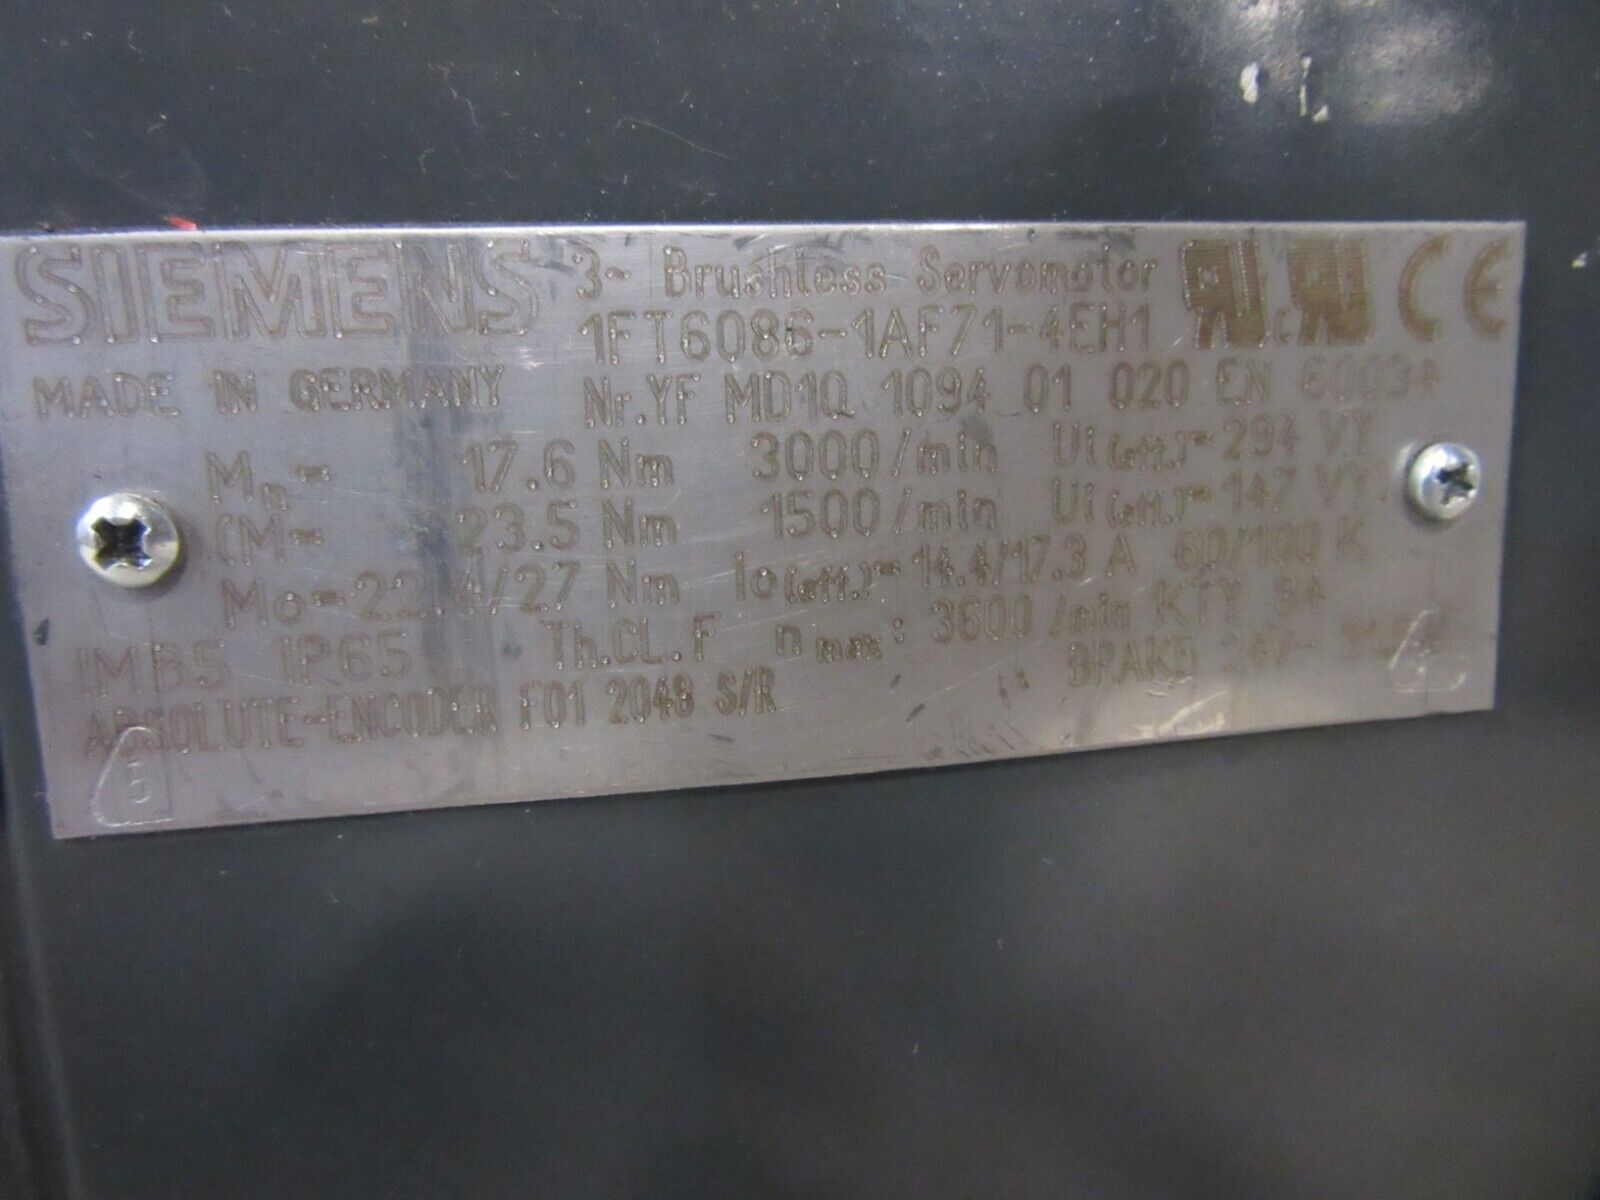 SIEMENS 3~ Brushless Servomotor
1FT6086-1AF71-4EH1
MADE IN GERMANY Nr.YF MD1Q 1094 01 020 EN 60034
Mn= 17.6 Nm 3000/min Ui(eff.)=294 VY
(M= 23.5 Nm 1500/min Ui(eff.)=147 VY)
Mo=22.4/27 Nm Io(eff.)=14.4/17.3 A 60/100 K
IMB5 IP65 Th.CL.F nmax: 3600/min KTY 84
ABSOLUTE-ENCODER F01 2048 S/R BRAKE 24V=